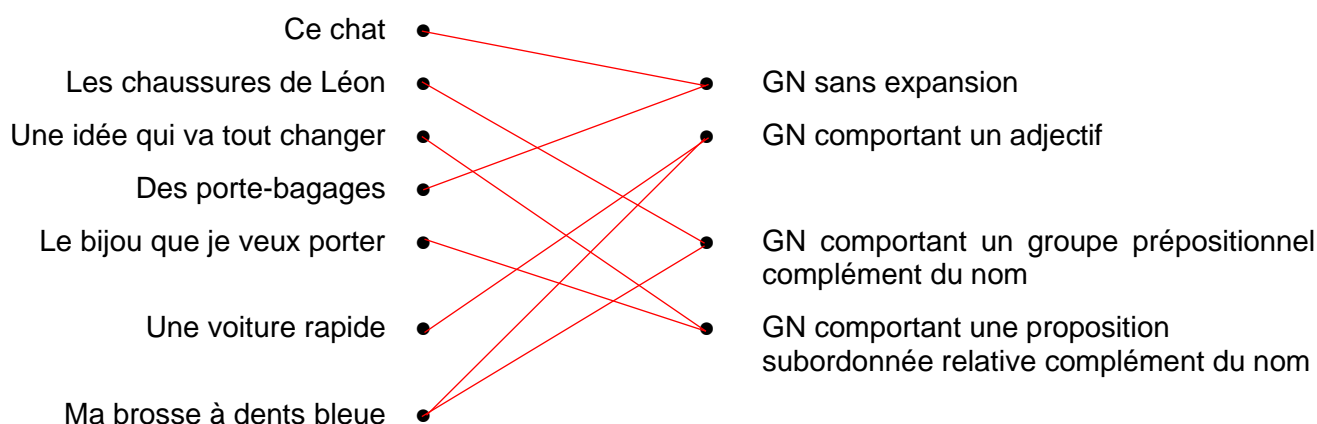 Ce chat
Les chaussures de Léon
GN sans expansion
Une idée qui va tout changer
GN comportant un adjectif
Des porte-bagages
Le bijou que je veux porter
GN comportant un groupe prépositionnel
complément du nom
Une voiture rapide
GN comportant une proposition
subordonnée relative complément du nom
Ma brosse à dents bleue